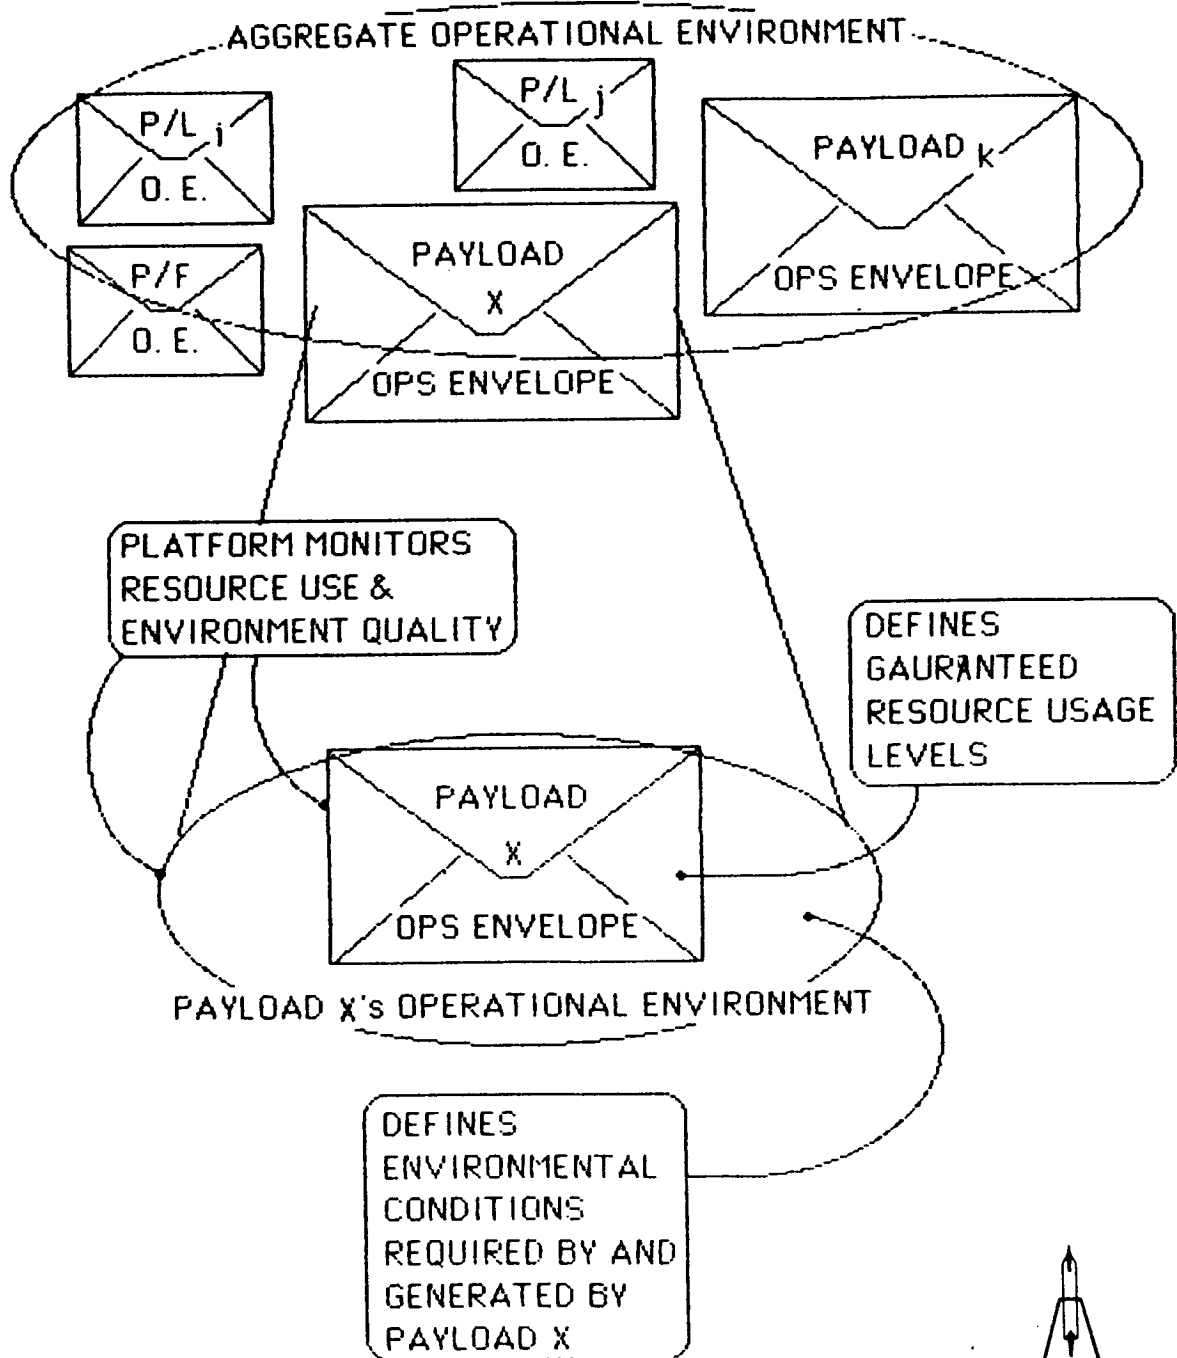 AGGREGATE OPERATIONAL ENVIRONMENT
P/L i
O. E.
P/L j
O. E.
PAYLOAD k
OPS ENVELOPE
P/F
O. E.
PAYLOAD
X
OPS ENVELOPE
PLATFORM MONITORS
RESOURCE USE &
ENVIRONMENT QUALITY
DEFINES
GAURANTEED
RESOURCE USAGE
LEVELS
PAYLOAD
X
OPS ENVELOPE
PAYLOAD X's OPERATIONAL ENVIRONMENT
DEFINES
ENVIRONMENTAL
CONDITIONS
REQUIRED BY AND
GENERATED BY
PAYLOAD X